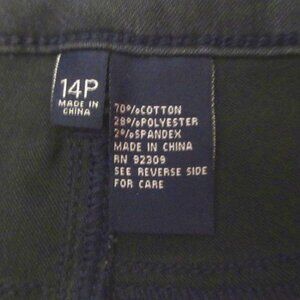 14P
MADE IN
CHINA
70%COTTON
28%POLYESTER
2%SPANDEX
MADE IN CHINA
RN 92309
SEE REVERSE SIDE
FOR CARE